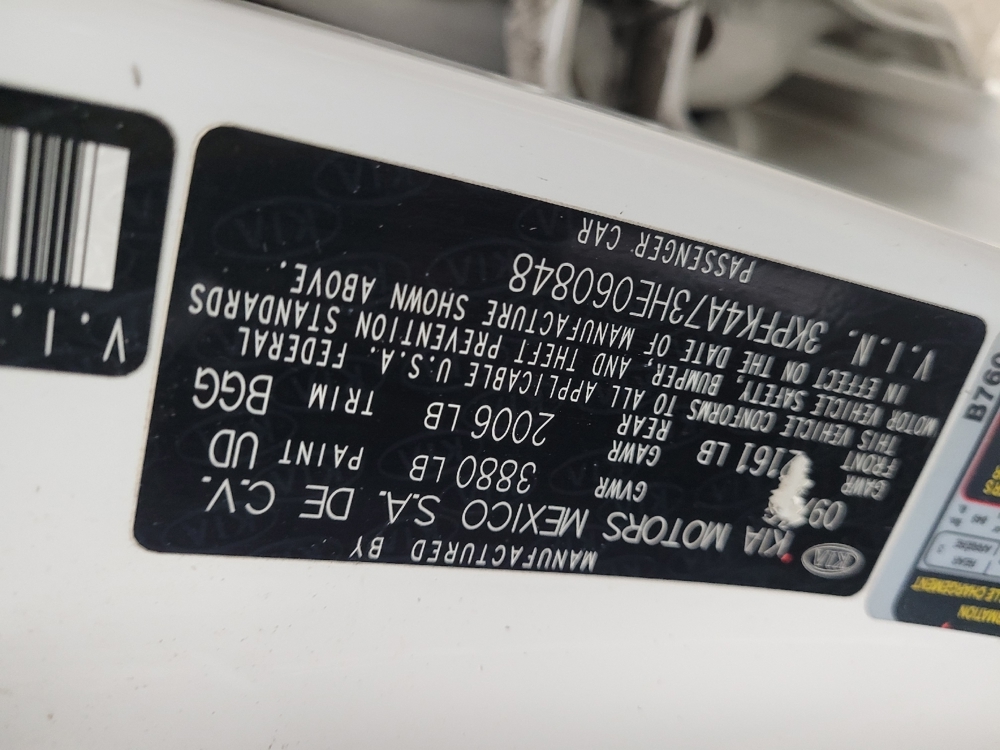 MANUFACTURED BY
KIA KIA MOTORS MEXICO S.A. DE C.V.
GVWR 3880 LB PAINT UD
GAWR FRONT 2161 LB GAWR REAR 2006 LB TRIM BGG
THIS VEHICLE CONFORMS TO ALL APPLICABLE U.S.A. FEDERAL
MOTOR VEHICLE SAFETY, BUMPER, AND THEFT PREVENTION STANDARDS
IN EFFECT ON THE DATE OF MANUFACTURE SHOWN ABOVE.
V.I.N. 3KPFK4A73HE060848
PASSENGER CAR
V.I.
B760